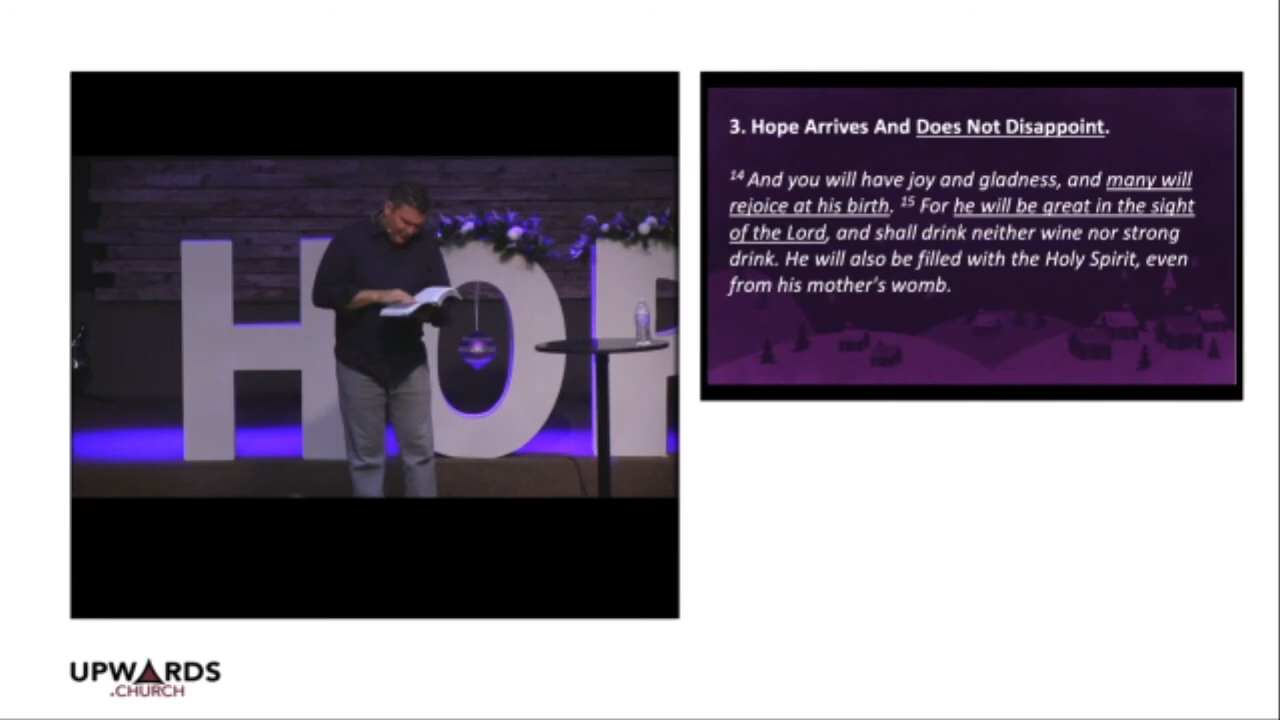 HOP
3. Hope Arrives And Does Not Disappoint.
14 And you will have joy and gladness, and many will
rejoice at his birth. 15 For he will be great in the sight
of the Lord, and shall drink neither wine nor strong
drink. He will also be filled with the Holy Spirit, even
from his mother's womb.
UPWARDS
.CHURCH